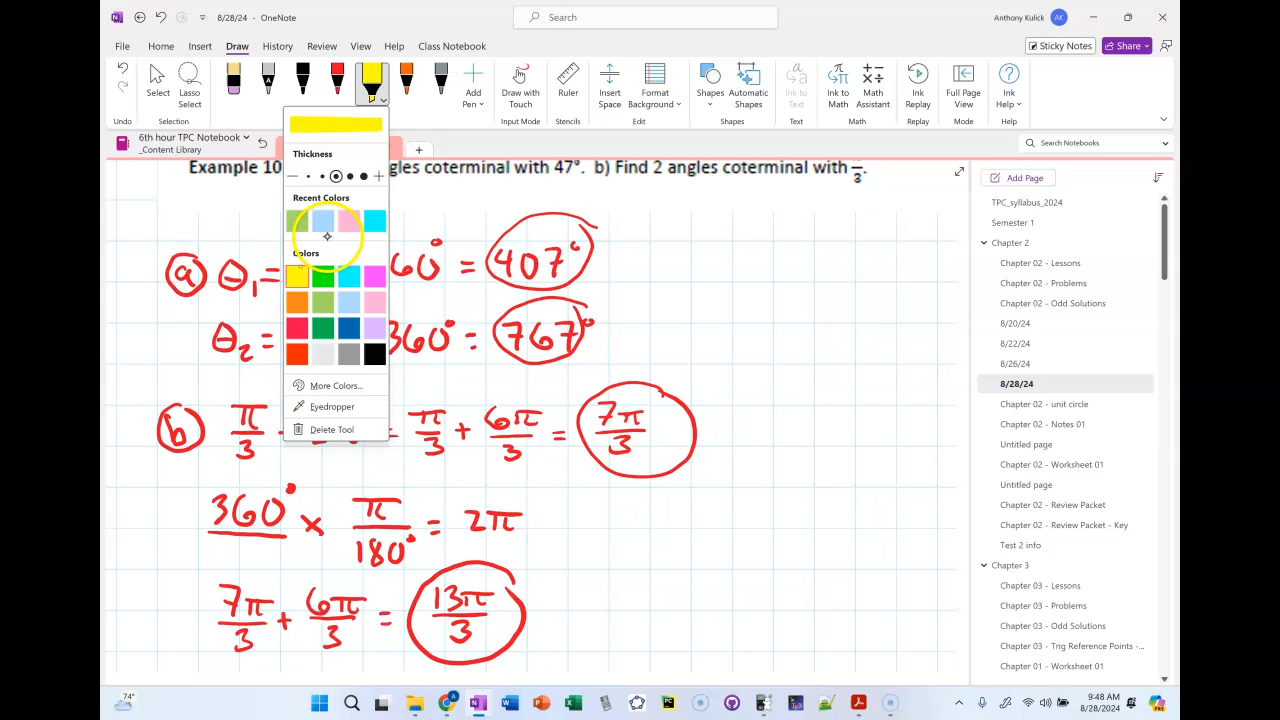 8/28/24 - OneNote
Search
Anthony Kulick AK
File Home Insert Draw History Review View Help Class Notebook
Sticky Notes Share
Select
Lasso Select
Add Pen
Draw with Touch
Ruler
Insert Space
Format Background
Shapes
Automatic Shapes
Ink to Text
Ink to Math
Math Assistant
Ink Replay
Full Page View
Ink Help
Undo Selection Input Mode Stencils Edit Shapes Text Math Replay Mode Help
6th hour TPC Notebook
_Content Library
Search Notebooks
Thickness
Recent Colors
Colors
More Colors...
Eyedropper
Delete Tool
Example 10 gles coterminal with 47°. b) Find 2 angles coterminal with
(a) θ₁ = 60° = 407°
θ₂ = 360° = 767°
(b) π/3 = π/3 + 6π/3 = 7π/3
360° × π/180° = 2π
7π/3 + 6π/3 = 13π/3
Add Page
TPC_syllabus_2024
Semester 1
Chapter 2
Chapter 02 - Lessons
Chapter 02 - Problems
Chapter 02 - Odd Solutions
8/20/24
8/22/24
8/26/24
8/28/24
Chapter 02 - unit circle
Chapter 02 - Notes 01
Untitled page
Chapter 02 - Worksheet 01
Untitled page
Chapter 02 - Review Packet
Chapter 02 - Review Packet - Key
Test 2 info
Chapter 3
Chapter 03 - Lessons
Chapter 03 - Problems
Chapter 03 - Odd Solutions
Chapter 03 - Trig Reference Points -...
Chapter 01 - Worksheet 01
74°
9:48 AM
8/28/2024